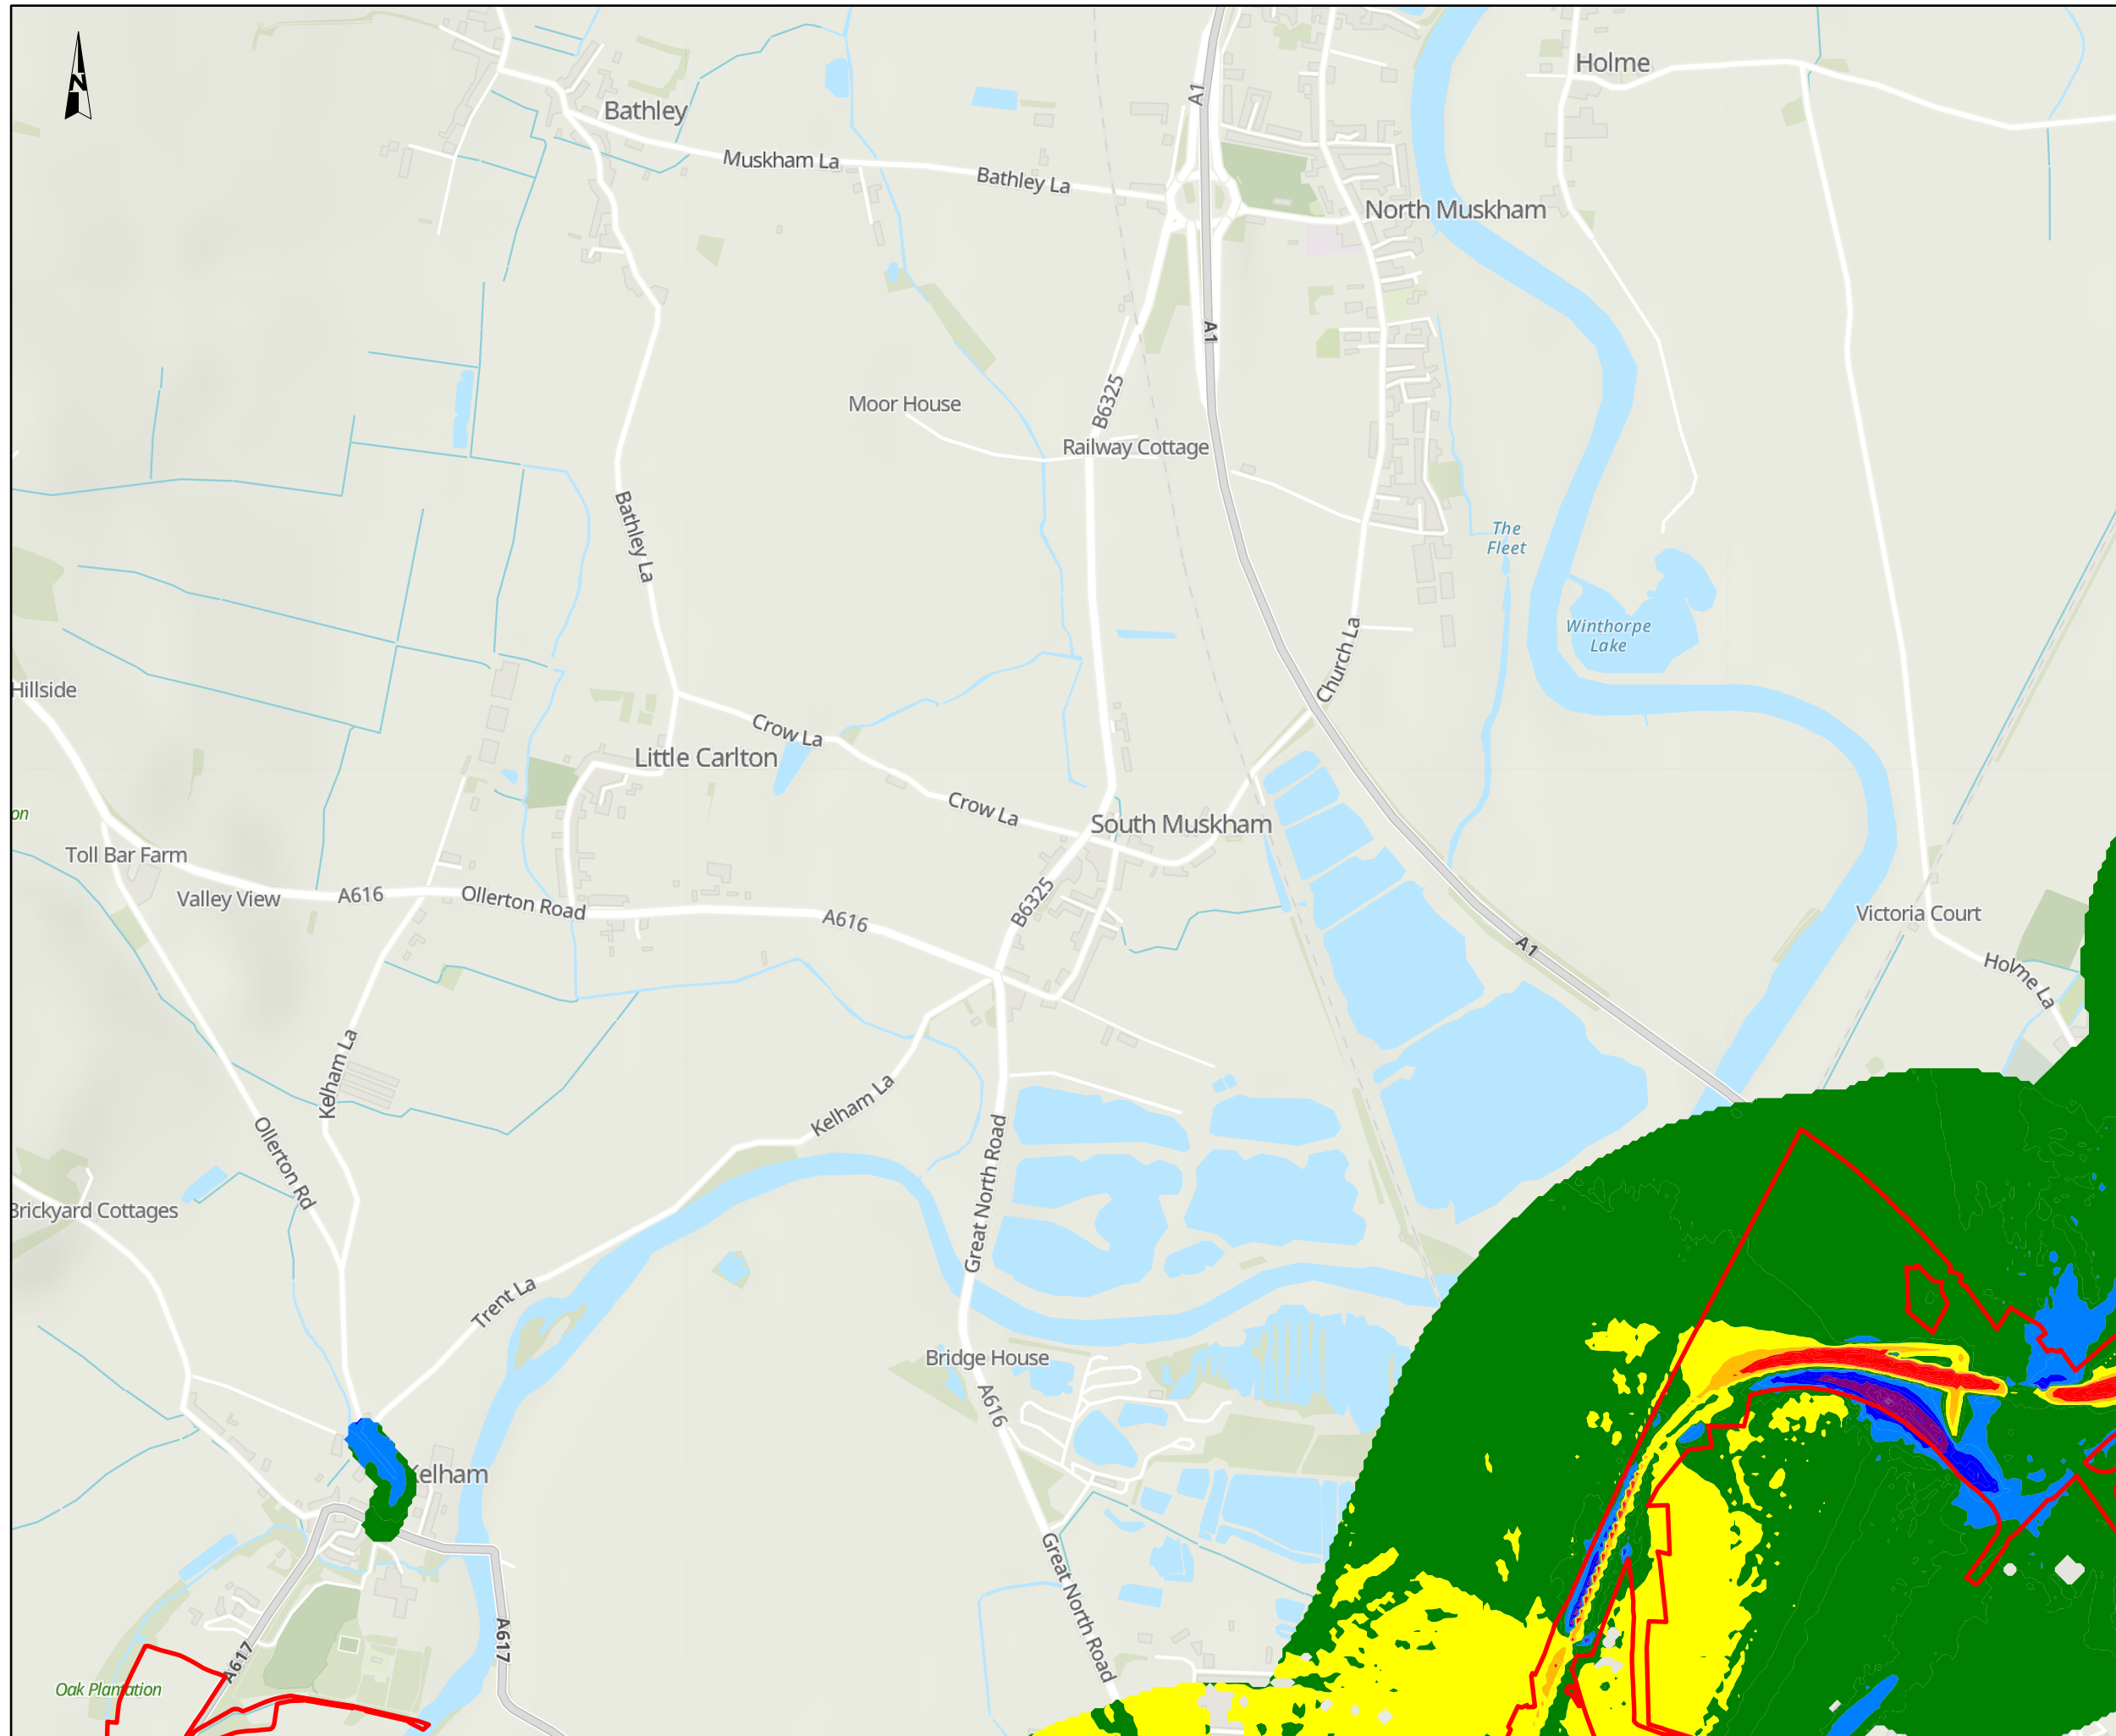 N
Holme
A1
Bathley
Muskham La
Bathley La
North Muskham
A1
B6325
Moor House
Railway Cottage
Bathley La
The
Fleet
Winthorpe
Lake
Church La
Hillside
Crow La
Little Carlton
Crow La
South Muskham
on
Toll Bar Farm
Valley View
A616
Ollerton Road
B6325
A616
A1
Victoria Court
Holme La
Kelham La
Kelham La
Ollerton Rd
Great North Road
Brickyard Cottages
Trent La
Bridge House
A616
Kelham
Great North Road
A617
A617
Oak Plantation